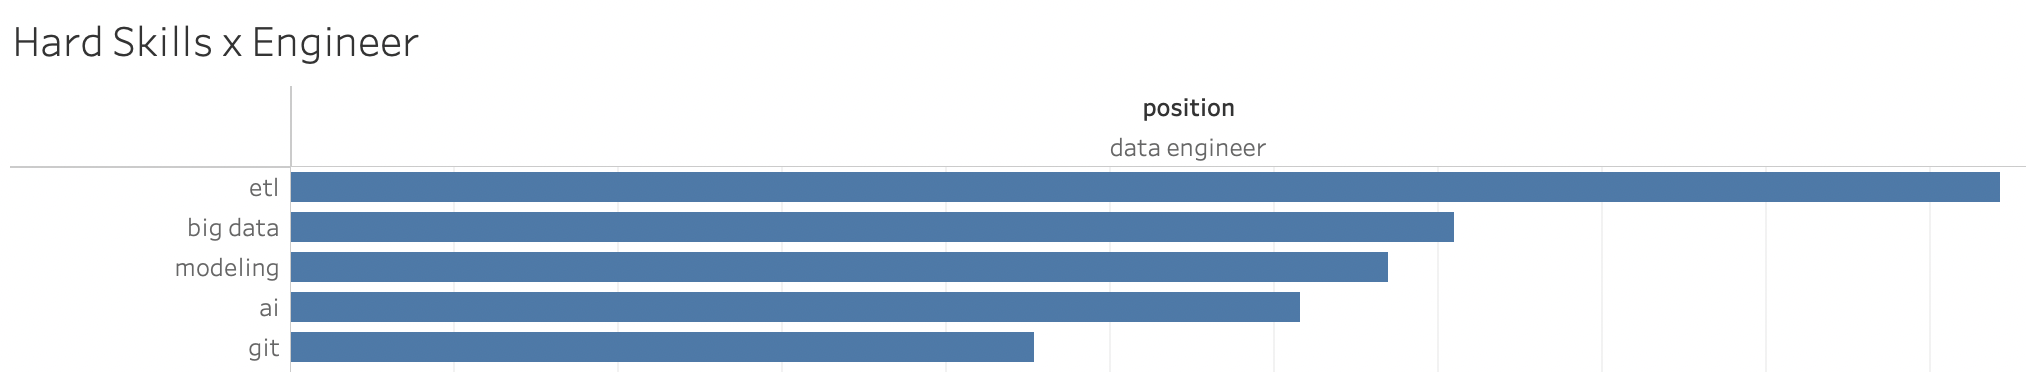 Hard Skills x Engineer
position
data engineer
etl
big data
modeling
ai
git